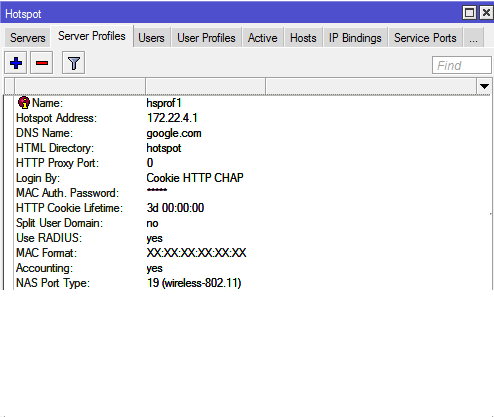 Hotspot
Servers Server Profiles Users User Profiles Active Hosts IP Bindings Service Ports ...
Find
Name: hsprof1
Hotspot Address: 172.22.4.1
DNS Name: google.com
HTML Directory: hotspot
HTTP Proxy Port: 0
Login By: Cookie HTTP CHAP
MAC Auth. Password: *****
HTTP Cookie Lifetime: 3d 00:00:00
Split User Domain: no
Use RADIUS: yes
MAC Format: XX:XX:XX:XX:XX:XX
Accounting: yes
NAS Port Type: 19 (wireless-802.11)